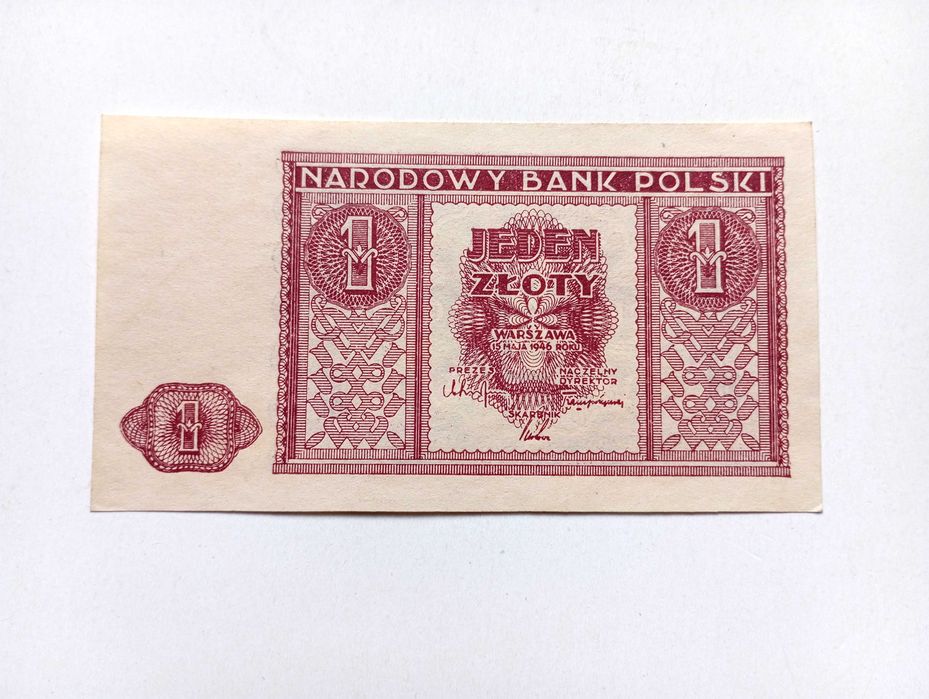 NARODOWY BANK POLSKI
1
1
JEDEN
ZŁOTY
WARSZAWA
15 MAJA 1946 ROKU
PREZES
NACZELNY
DYREKTOR
SKARBNIK
1